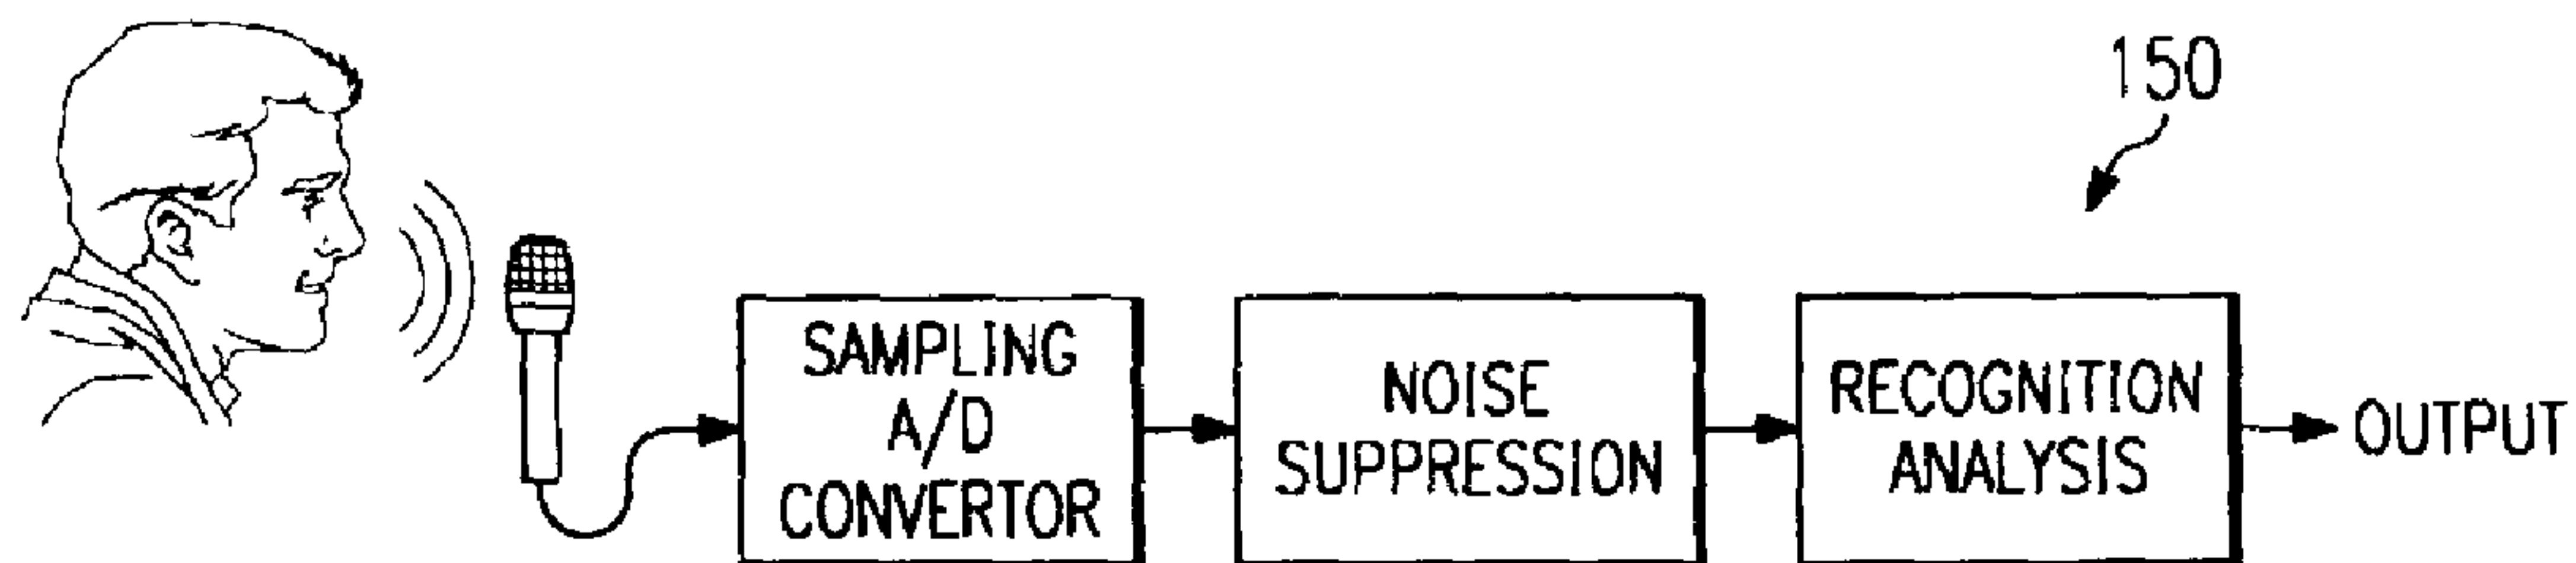 150
SAMPLING
A/D
CONVERTOR
NOISE
SUPPRESSION
RECOGNITION
ANALYSIS
OUTPUT